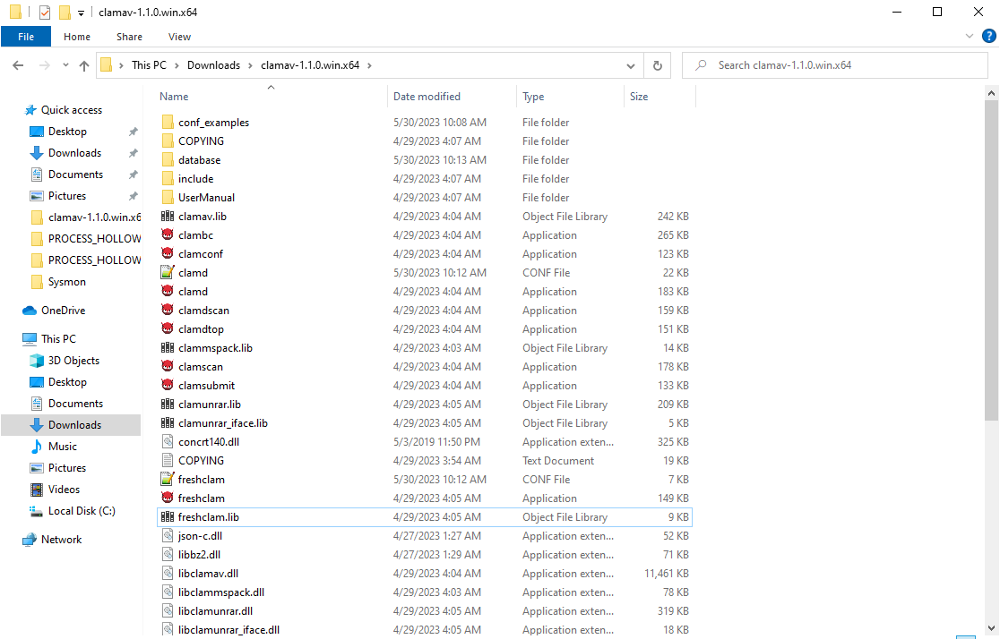 clamav-1.1.0.win.x64
File Home Share View
This PC Downloads clamav-1.1.0.win.x64
Search clamav-1.1.0.win.x64
Quick access
Desktop
Downloads
Documents
Pictures
clamav-1.1.0.win.x6
PROCESS_HOLLOW
PROCESS_HOLLOW
Sysmon
OneDrive
This PC
3D Objects
Desktop
Documents
Downloads
Music
Pictures
Videos
Local Disk (C:)
Network
Name Date modified Type Size
conf_examples 5/30/2023 10:08 AM File folder
COPYING 4/29/2023 4:07 AM File folder
database 5/30/2023 10:13 AM File folder
include 4/29/2023 4:07 AM File folder
UserManual 4/29/2023 4:07 AM File folder
clamav.lib 4/29/2023 4:04 AM Object File Library 242 KB
clambc 4/29/2023 4:04 AM Application 265 KB
clamconf 4/29/2023 4:04 AM Application 123 KB
clamd 5/30/2023 10:12 AM CONF File 22 KB
clamd 4/29/2023 4:04 AM Application 183 KB
clamdscan 4/29/2023 4:04 AM Application 159 KB
clamdtop 4/29/2023 4:04 AM Application 151 KB
clammspack.lib 4/29/2023 4:03 AM Object File Library 14 KB
clamscan 4/29/2023 4:04 AM Application 178 KB
clamsubmit 4/29/2023 4:04 AM Application 133 KB
clamunrar.lib 4/29/2023 4:05 AM Object File Library 209 KB
clamunrar_iface.lib 4/29/2023 4:05 AM Object File Library 5 KB
concrt140.dll 5/3/2019 11:50 PM Application exten... 325 KB
COPYING 4/29/2023 3:54 AM Text Document 19 KB
freshclam 5/30/2023 10:12 AM CONF File 7 KB
freshclam 4/29/2023 4:05 AM Application 149 KB
freshclam.lib 4/29/2023 4:05 AM Object File Library 9 KB
json-c.dll 4/27/2023 1:27 AM Application exten... 52 KB
libbz2.dll 4/27/2023 1:29 AM Application exten... 71 KB
libclamav.dll 4/29/2023 4:04 AM Application exten... 11,461 KB
libclammspack.dll 4/29/2023 4:03 AM Application exten... 78 KB
libclamunrar.dll 4/29/2023 4:05 AM Application exten... 319 KB
libclamunrar_iface.dll 4/29/2023 4:05 AM Application exten... 18 KB